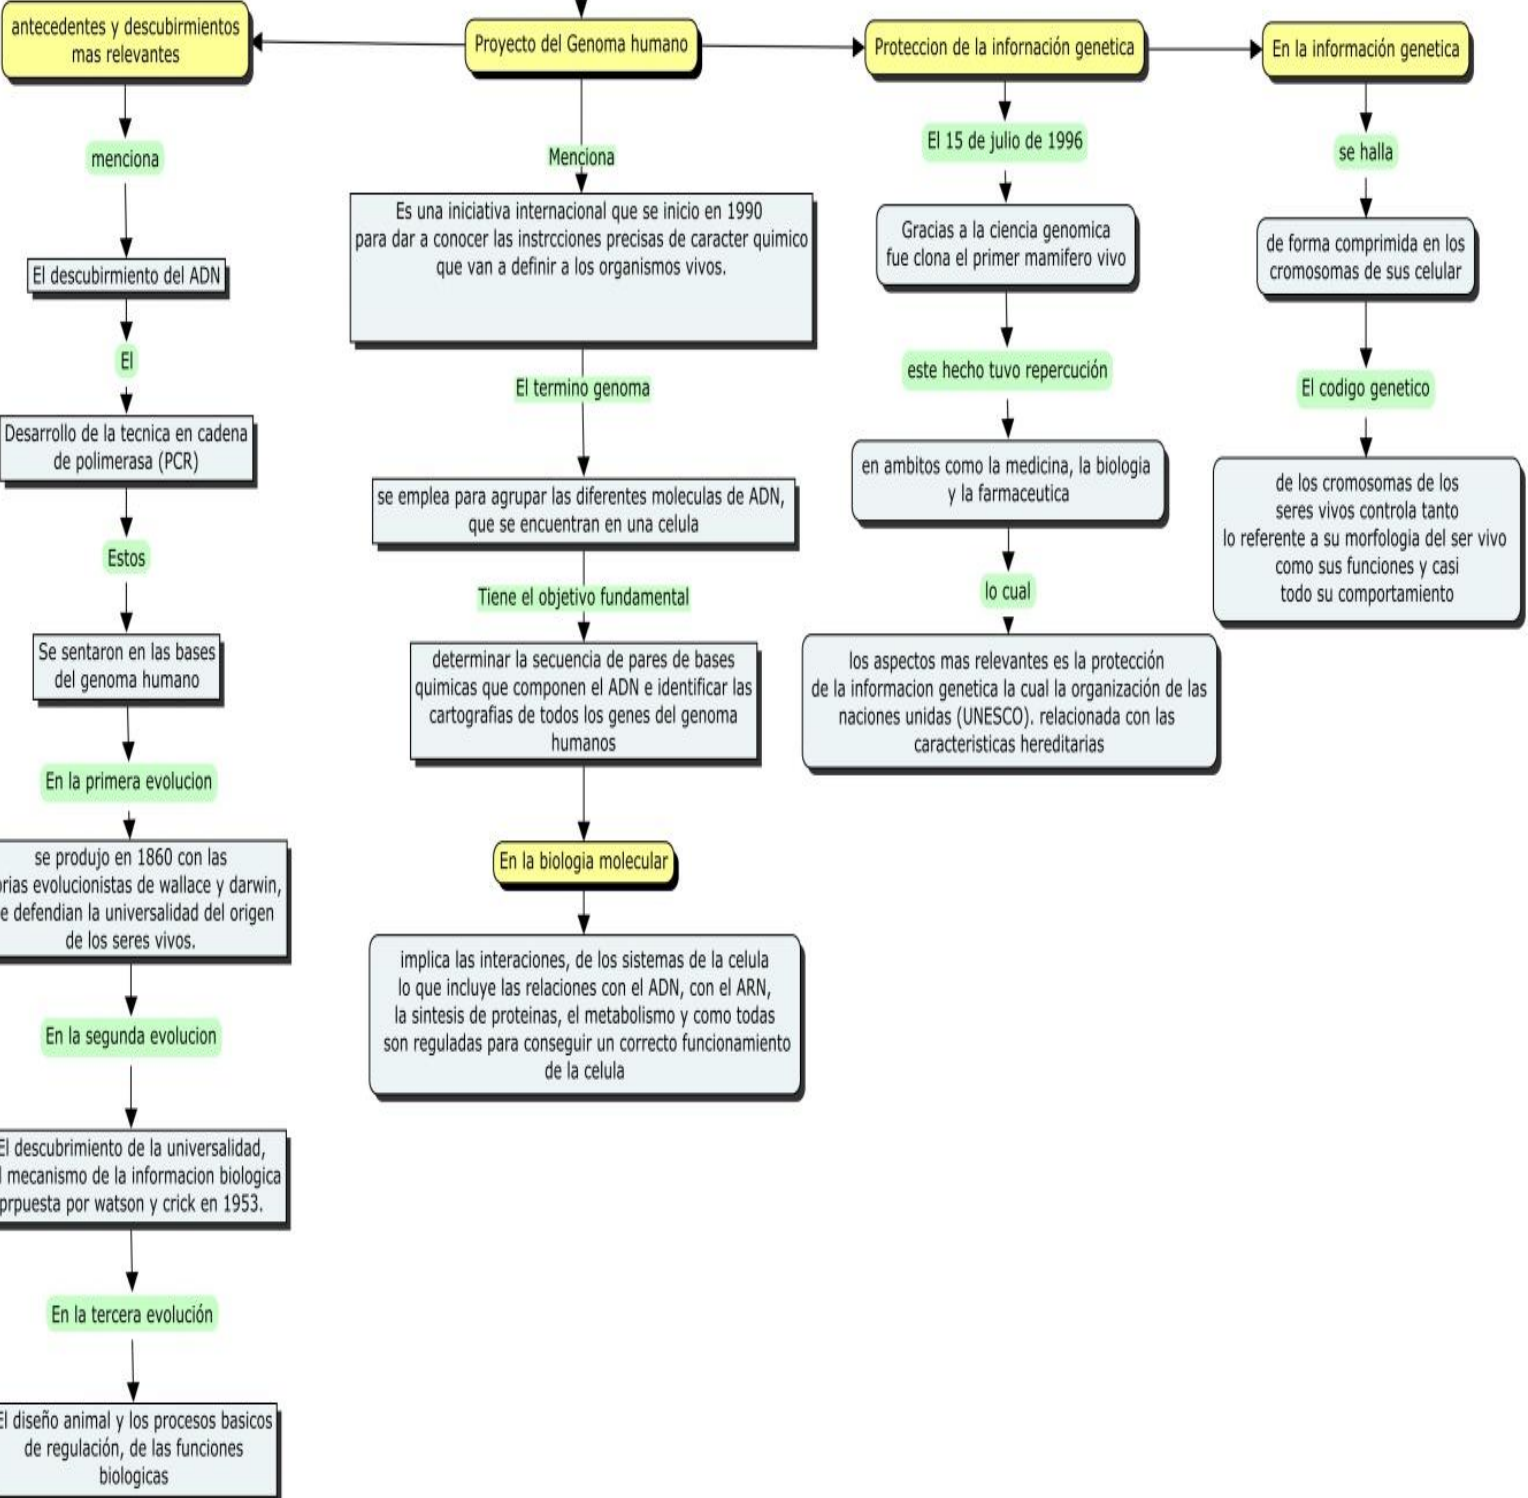 antecedentes y descubirmientos
mas relevantes
menciona
El descubirmiento del ADN
El
Desarrollo de la tecnica en cadena
de polimerasa (PCR)
Estos
Se sentaron en las bases
del genoma humano
En la primera evolucion
se produjo en 1860 con las
evolucionistas de wallace y darwin,
defendian la universalidad del origen
de los seres vivos.
En la segunda evolucion
El descubrimiento de la universalidad,
mecanismo de la informacion biologica
prpuesta por watson y crick en 1953.
En la tercera evolución
El diseño animal y los procesos basicos
de regulación, de las funciones
biologicas
Proyecto del Genoma humano
Menciona
Es una iniciativa internacional que se inicio en 1990
para dar a conocer las instrcciones precisas de caracter quimico
que van a definir a los organismos vivos.
El termino genoma
se emplea para agrupar las diferentes moleculas de ADN,
que se encuentran en una celula
Tiene el objetivo fundamental
determinar la secuencia de pares de bases
quimicas que componen el ADN e identificar las
cartografias de todos los genes del genoma
humanos
En la biologia molecular
implica las interaciones, de los sistemas de la celula
lo que incluye las relaciones con el ADN, con el ARN,
la sintesis de proteinas, el metabolismo y como todas
son reguladas para conseguir un correcto funcionamiento
de la celula
Proteccion de la infornación genetica
El 15 de julio de 1996
Gracias a la ciencia genomica
fue clona el primer mamifero vivo
este hecho tuvo repercución
en ambitos como la medicina, la biologia
y la farmaceutica
lo cual
los aspectos mas relevantes es la protección
de la informacion genetica la cual la organización de las
naciones unidas (UNESCO). relacionada con las
caracteristicas hereditarias
En la información genetica
se halla
de forma comprimida en los
cromosomas de sus celular
El codigo genetico
de los cromosomas de los
seres vivos controla tanto
lo referente a su morfologia del ser vivo
como sus funciones y casi
todo su comportamiento